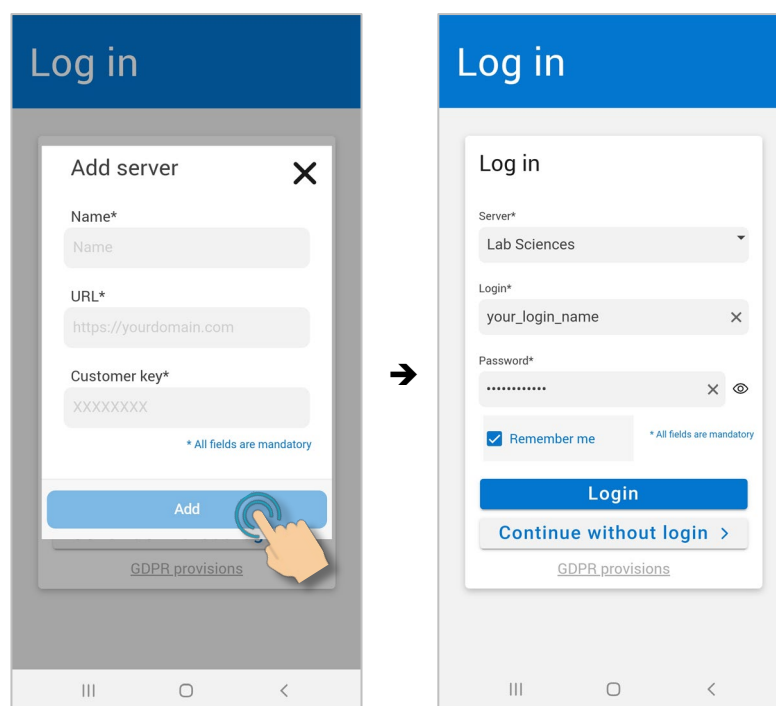 Log in
Add server
Name*
Name
URL*
https://yourdomain.com
Customer key*
XXXXXXXX
* All fields are mandatory
Add
GDPR provisions
Log in
Log in
Server*
Lab Sciences
Login*
your_login_name
Password*
••••••••••••
Remember me
* All fields are mandatory
Login
Continue without login >
GDPR provisions